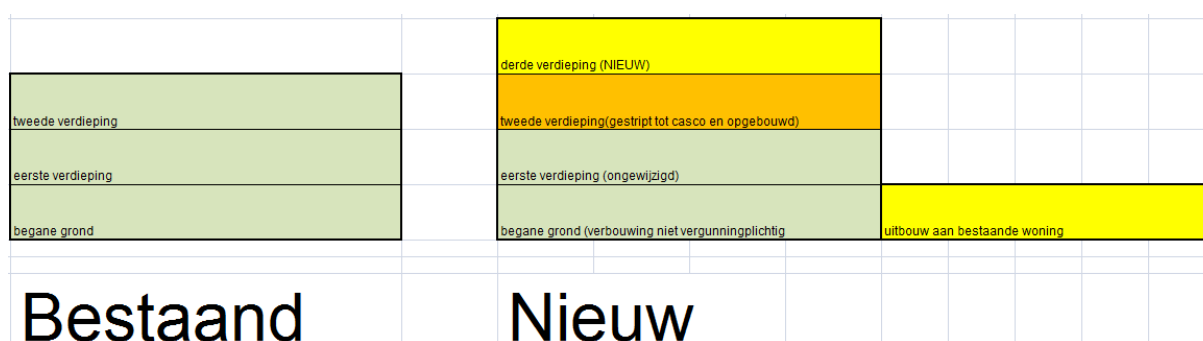 derde verdieping (NIEUW)
tweede verdieping
tweede verdieping(gestript tot casco en opgebouwd)
eerste verdieping
eerste verdieping (ongewijzigd)
begane grond
begane grond (verbouwing niet vergunningplichtig
uitbouw aan bestaande woning
Bestaand
Nieuw